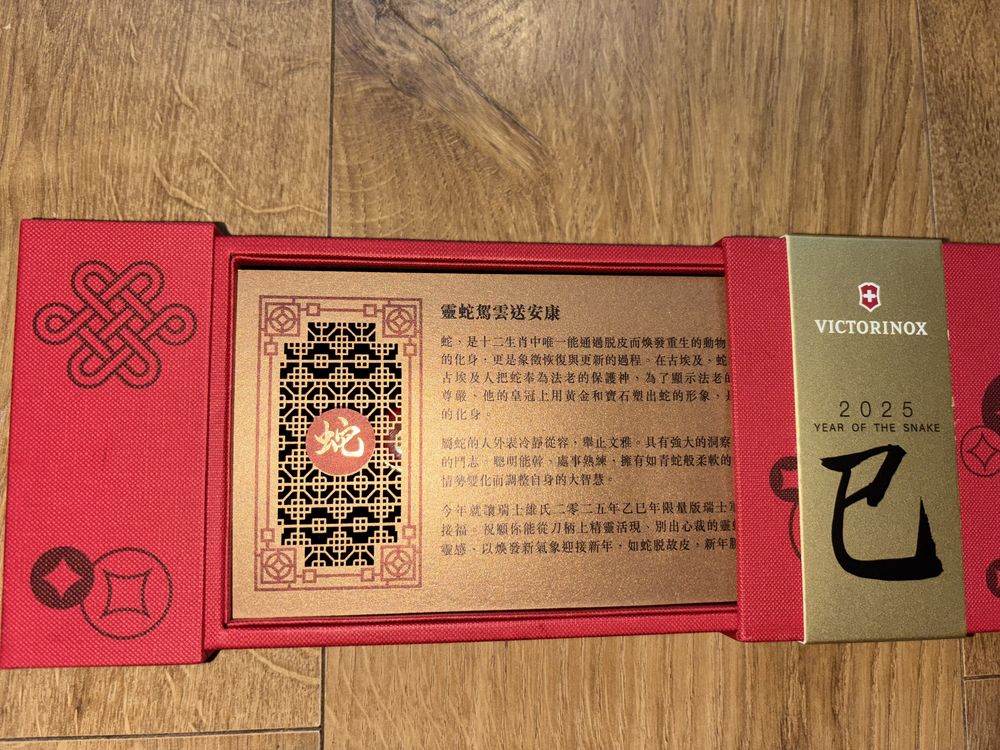 靈蛇駕雲送安康
蛇，是十二生肖中唯一能通過脫皮而煥發重生的動物
的化身，更是象徵恢復與更新的過程。在古埃及，蛇
古埃及人把蛇奉為法老的保護神，為了顯示法老的
尊嚴，他的皇冠上用黃金和寶石塑出蛇的形象，是
的化身。
屬蛇的人外表冷靜從容，舉止文雅。具有強大的洞察
的鬥志。聰明能幹、處事熟練，擁有如青蛇般柔軟的
情勢變化而調整自身的大智慧。
今年就讓瑞士維氏二零二五年乙巳年限量版瑞士軍
接福。祝願你能從刀柄上精靈活現、別出心裁的靈蛇
靈感，以煥發新氣象迎接新年，如蛇脫故皮，新年勝
蛇
VICTORINOX
2025
YEAR OF THE SNAKE
巳